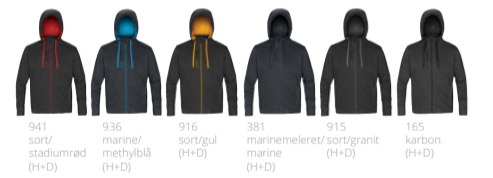 941
sort/
stadiumrød
(H+D)
936
marine/
methylblå
(H+D)
916
sort/gul
(H+D)
381
marinemeleret/
marine
(H+D)
915
sort/granit
(H+D)
165
karbon
(H+D)